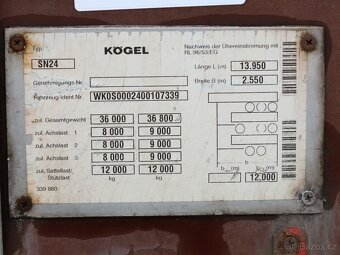 Typ
KÖGEL
Nachweis der Übereinstimmung mit
RL 96/53/EG
SN24
Länge L (m) 13.950
Genehmigungs-Nr.
Breite B (m) 2.550
Fahrzeug-Ident.Nr. WK0S0002400107339
zul. Gesamtgewicht 36 000 36 800
zul. Achslast 1 8 000 9 000
zul. Achslast 2 8 000 9 000
zul. Achslast 3 8 000 9 000
zul. Sattellast/
Stützlast 12 000 12 000
kg kg
12.000
339 880
Bazoš.cz